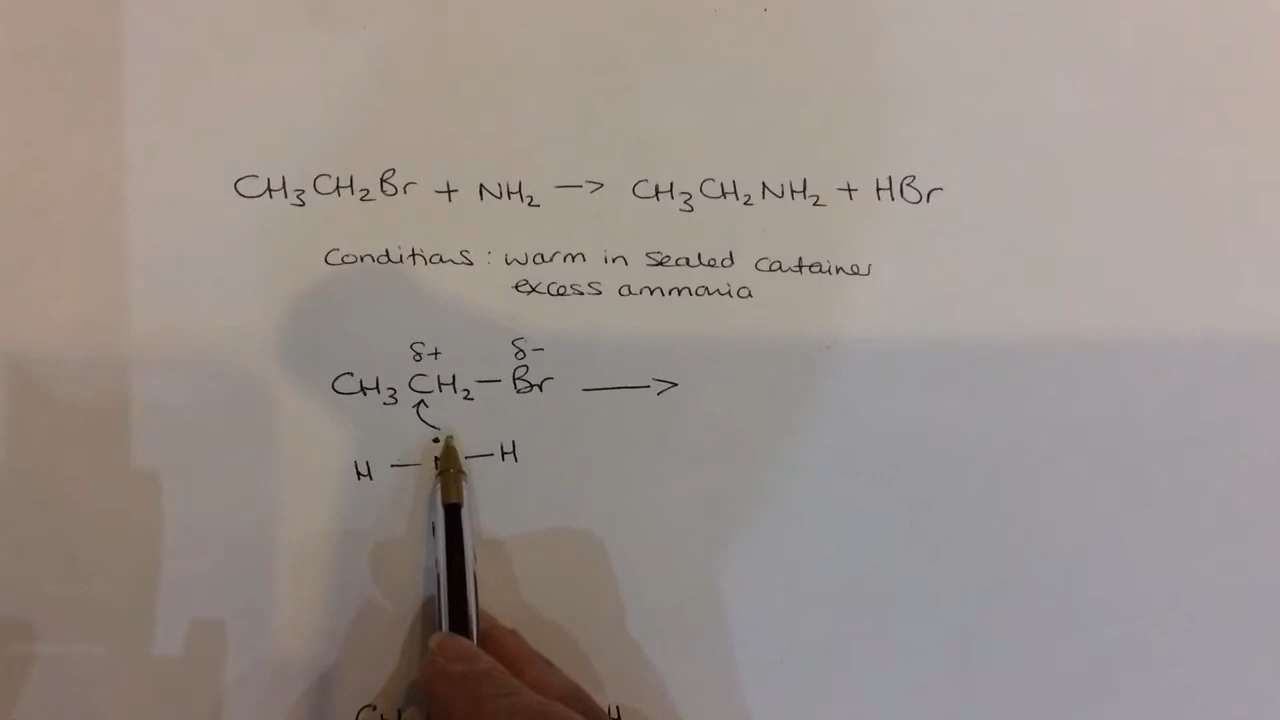 CH₃CH₂Br + NH₂ → CH₃CH₂NH₂ + HBr
Conditions : warm in sealed container
excess ammonia
δ+ δ−
CH₃CH₂−Br →
H − −H